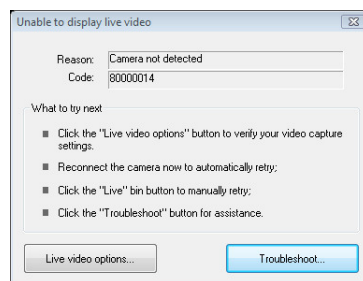 Unable to display live video
Reason: Camera not detected
Code: 80000014
What to try next
Click the "Live video options" button to verify your video capture
settings.
Reconnect the camera now to automatically retry;
Click the "Live" bin button to manually retry;
Click the "Troubleshoot" button for assistance.
Live video options... Troubleshoot...